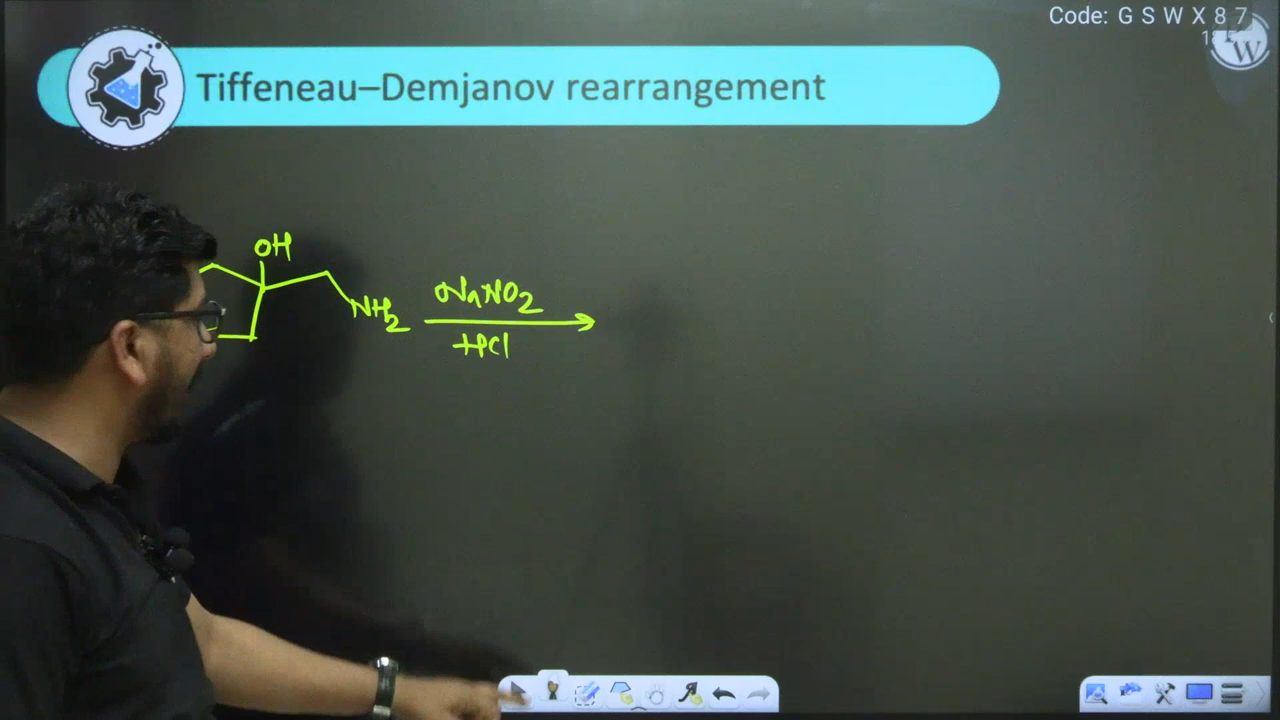 Code: G S W X 8 7
Tiffeneau–Demjanov rearrangement
OH
NH2
NaNO2
HCl